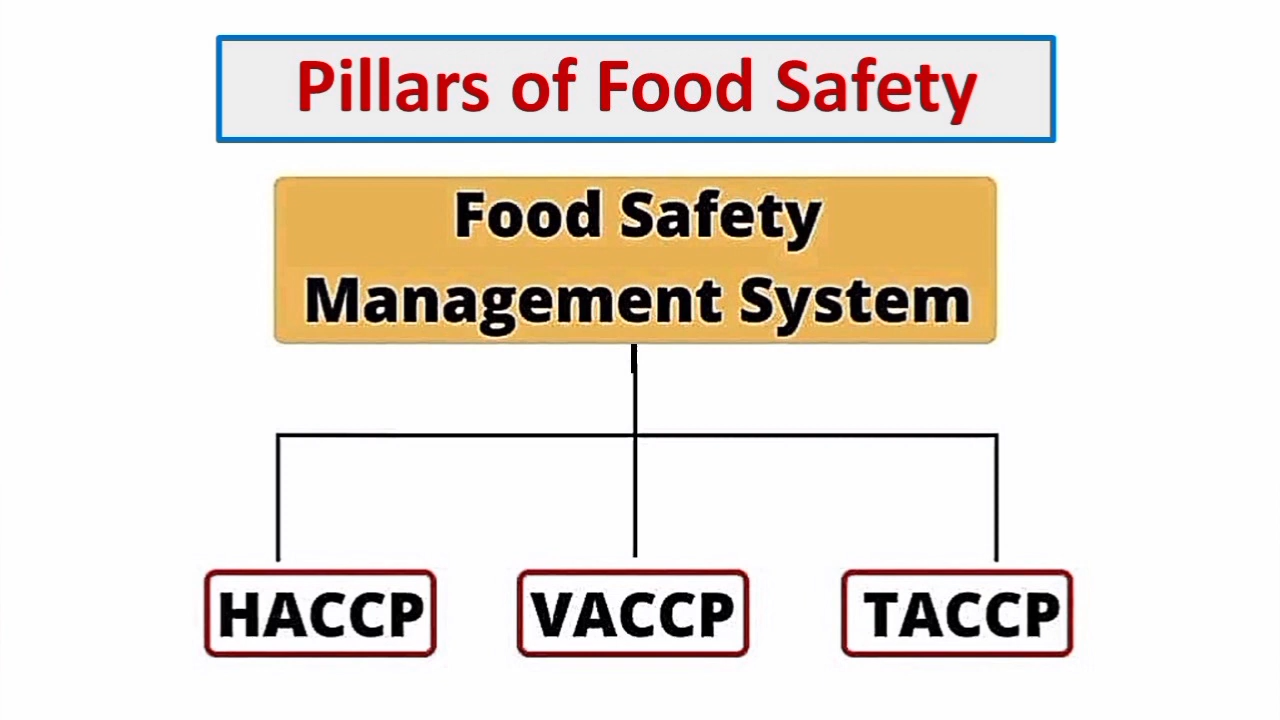 Pillars of Food Safety
Food Safety
Management System
HACCP
VACCP
TACCP